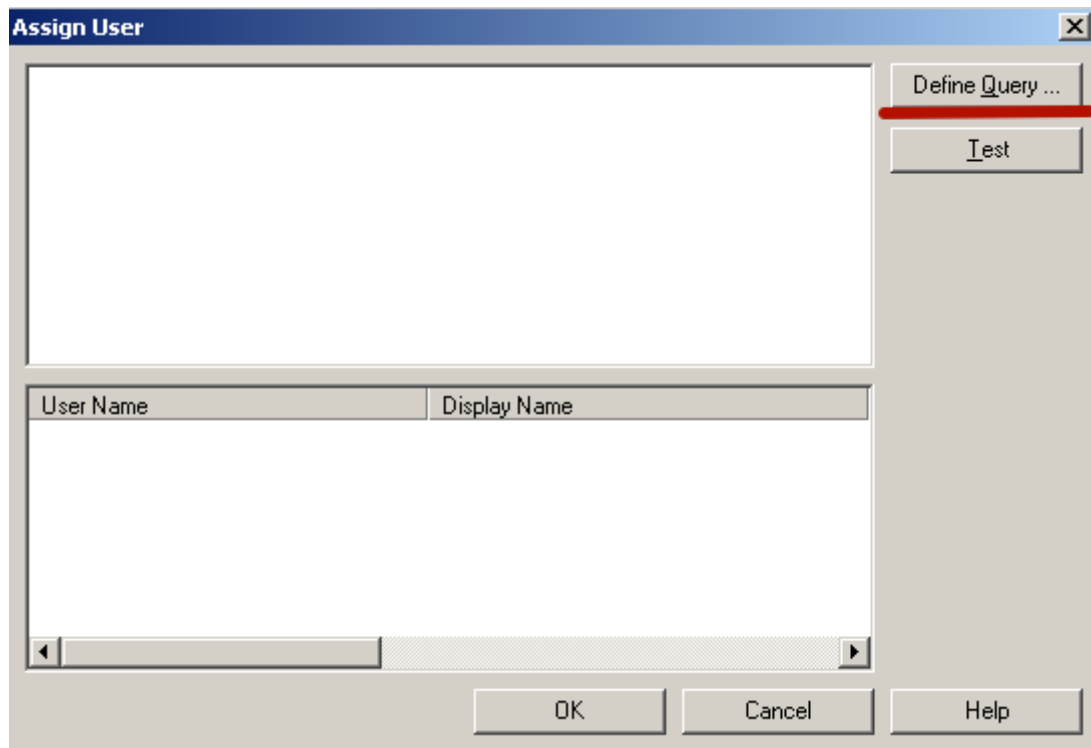 Assign User
Define Query ...
Test
User Name Display Name
OK Cancel Help